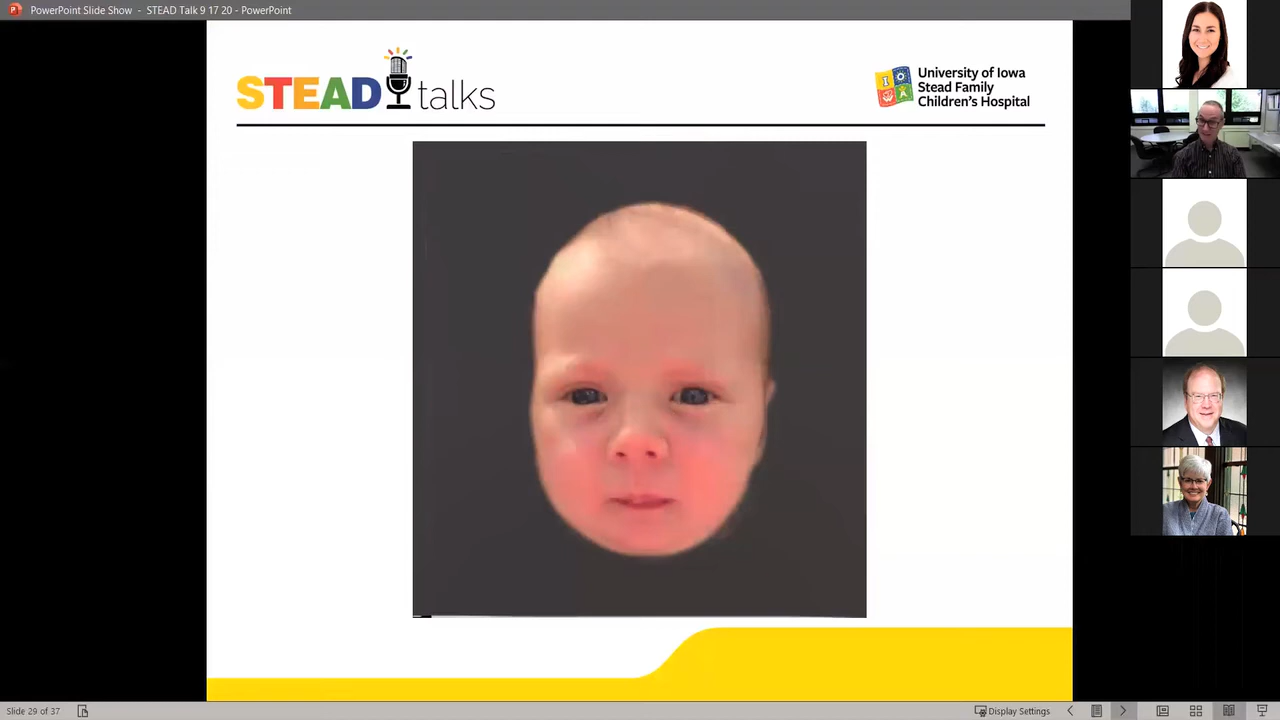 PowerPoint Slide Show - STEAD Talk 9 17 20 - PowerPoint
STEAD talks
University of Iowa
Stead Family
Children's Hospital
Slide 29 of 37
Display Settings